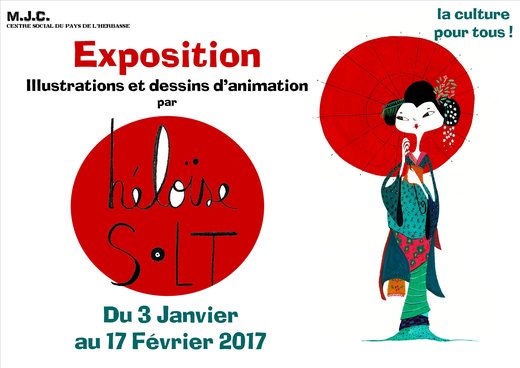 M.J.C.
CENTRE SOCIAL DU PAYS DE L'HERBASSE
la culture
pour tous !
Exposition
Illustrations et dessins d'animation
par
héloïse
SOLT
Du 3 Janvier
au 17 Février 2017